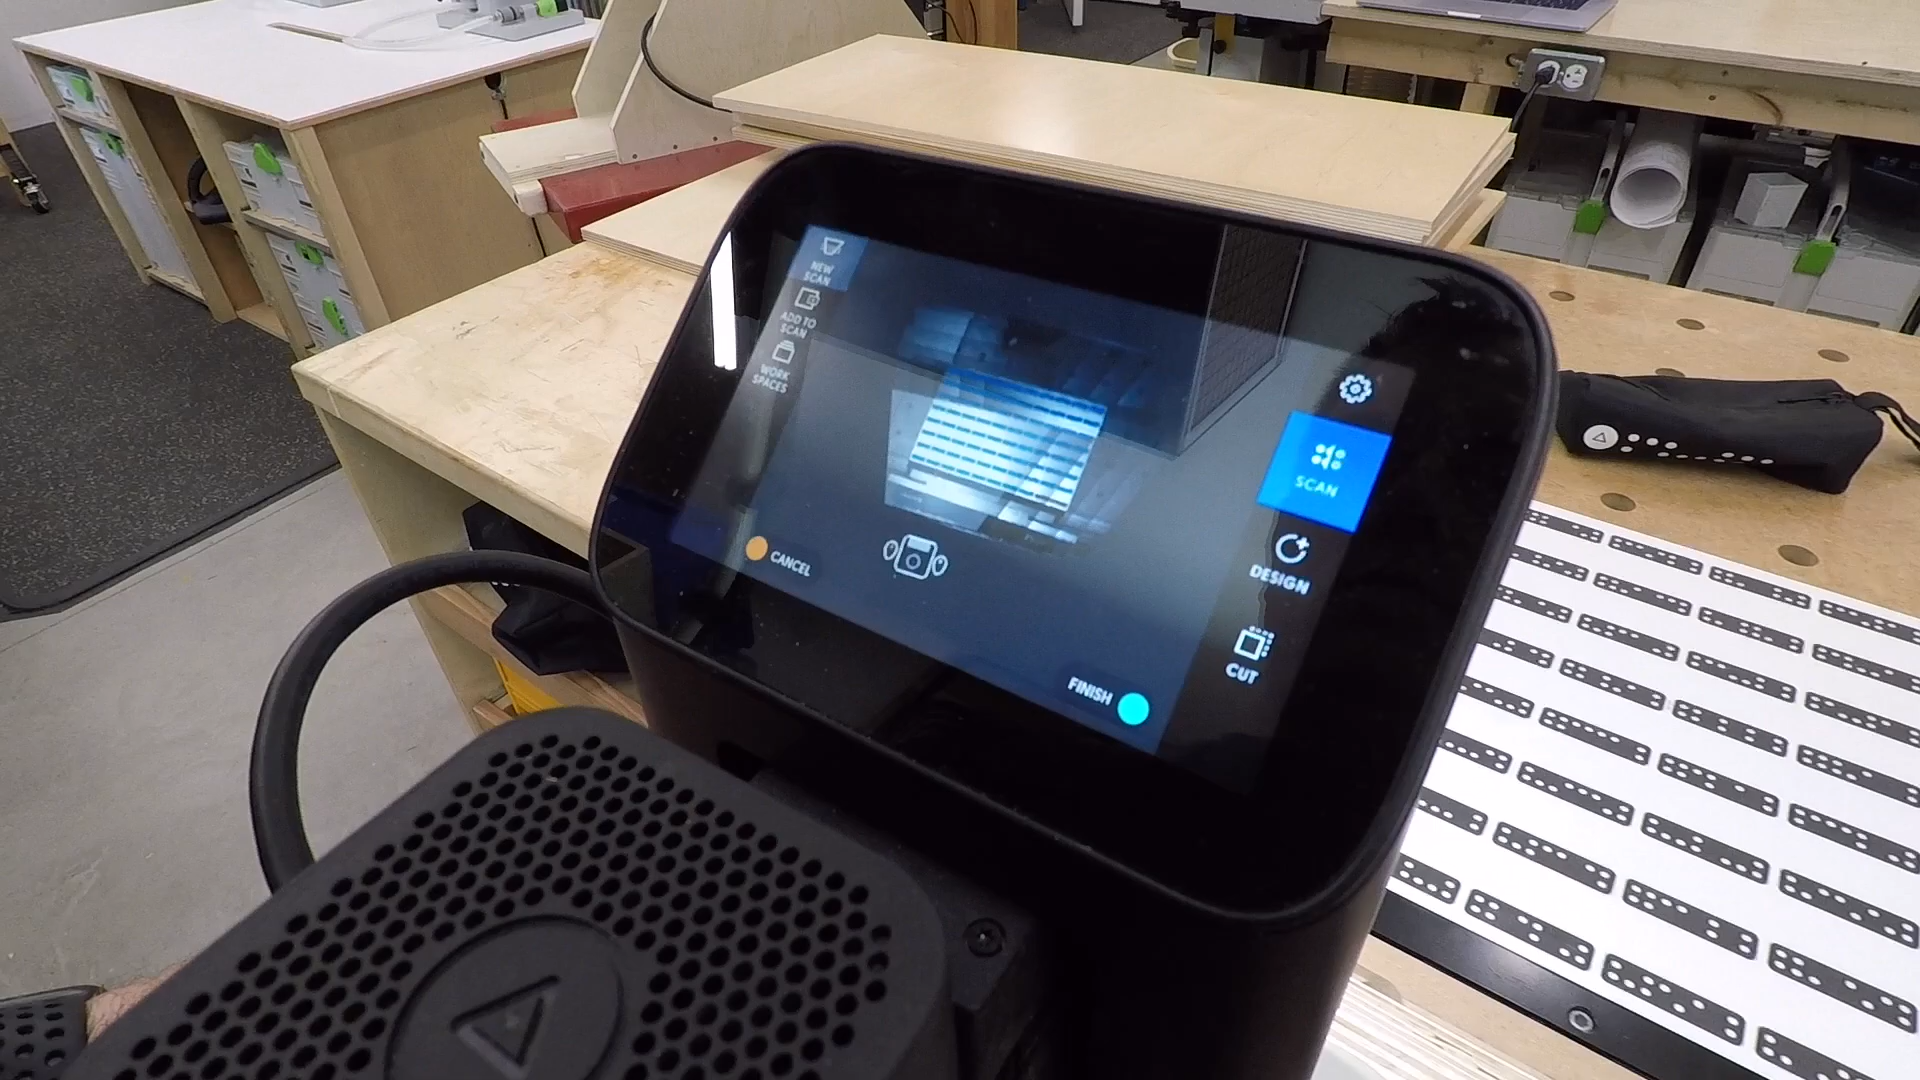 NEW
SCAN
ADD TO
SCAN
WORK
SPACES
SCAN
DESIGN
CUT
CANCEL
FINISH